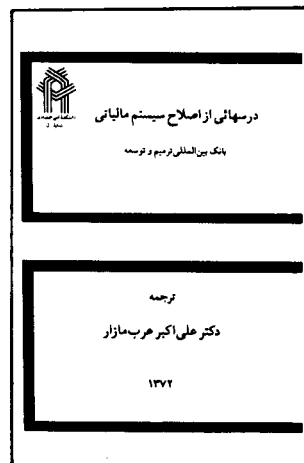 درسهائی از اصلاح سیستم مالیاتی
بانک بین‌المللی ترمیم و توسعه
ترجمه
دکتر علی‌اکبر عرب‌مازار
۱۳۷۲